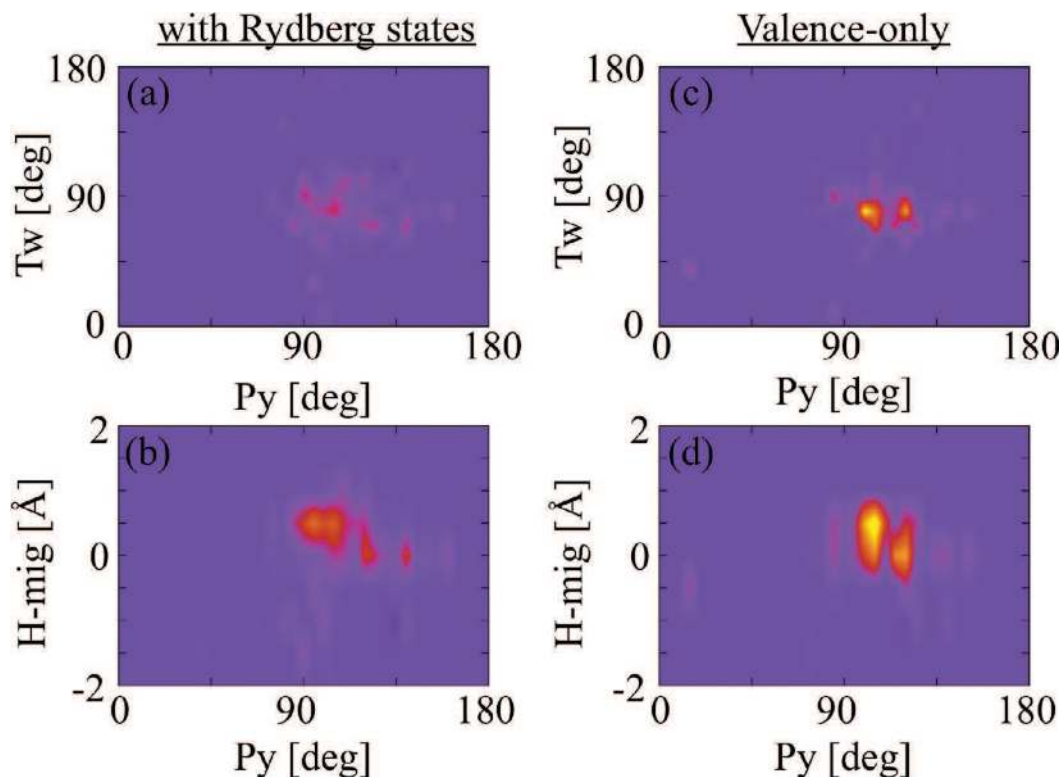 with Rydberg states
Valence-only
180
(a)
Tw [deg]
90
0
0
90
180
Py [deg]
180
(c)
Tw [deg]
90
0
0
90
180
Py [deg]
2
(b)
H-mig [Å]
0
-2
0
90
180
Py [deg]
2
(d)
H-mig [Å]
0
-2
0
90
180
Py [deg]